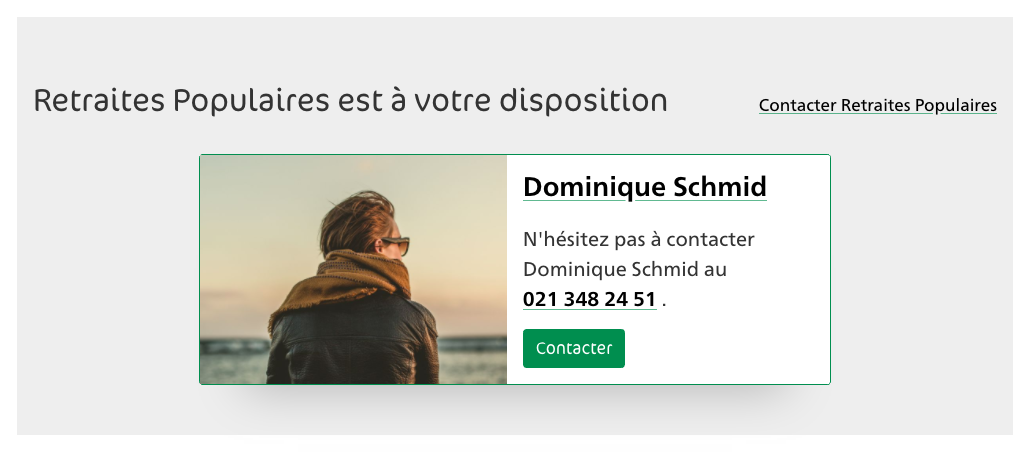 Retraites Populaires est à votre disposition
Contacter Retraites Populaires
Dominique Schmid
N'hésitez pas à contacter
Dominique Schmid au
021 348 24 51 .
Contacter